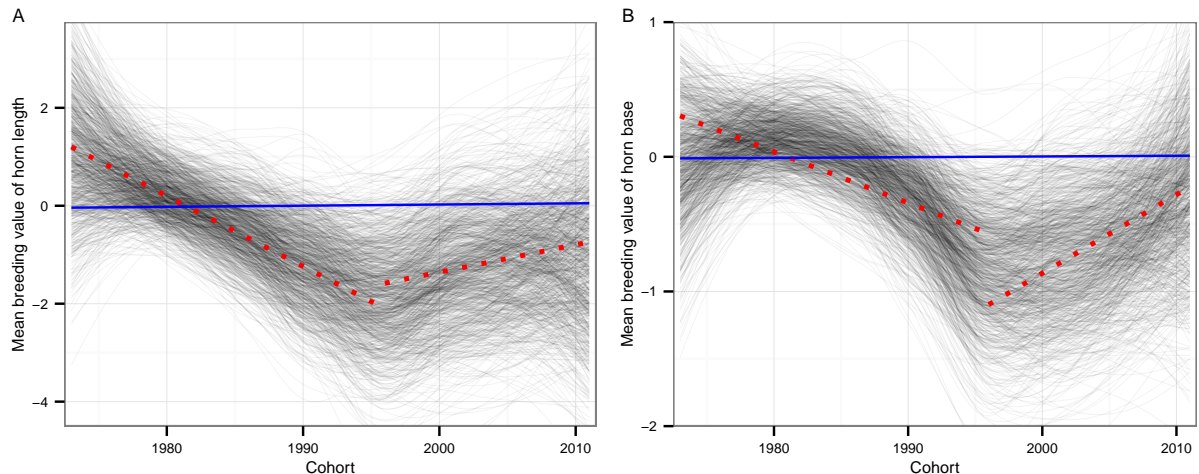 A
Mean breeding value of horn length
2
0
−2
−4
1980 1990 2000 2010
Cohort
B
Mean breeding value of horn base
1
0
−1
−2
1980 1990 2000 2010
Cohort